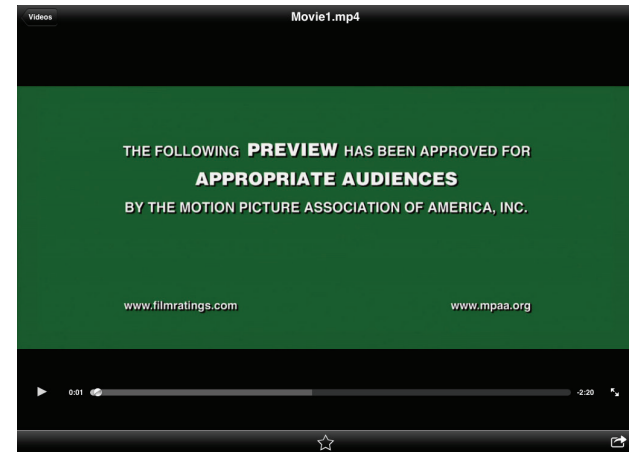 Videos
Movie1.mp4
THE FOLLOWING PREVIEW HAS BEEN APPROVED FOR
APPROPRIATE AUDIENCES
BY THE MOTION PICTURE ASSOCIATION OF AMERICA, INC.
www.filmratings.com www.mpaa.org
0:01 -2:20